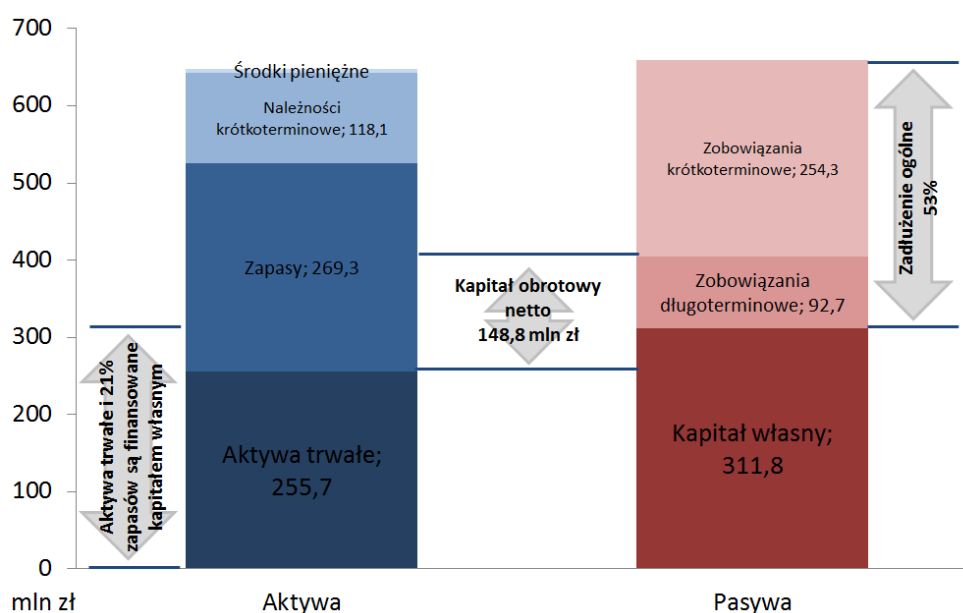 700
600
500
400
300
200
100
0
mln zł
Aktywa trwałe i 21%
zapasów są finansowane
kapitałem własnym
Środki pieniężne
Należności
krótkoterminowe; 118,1
Zapasy; 269,3
Aktywa trwałe;
255,7
Aktywa
Kapitał obrotowy
netto
148,8 mln zł
Zobowiązania
krótkoterminowe; 254,3
Zobowiązania
długoterminowe; 92,7
Kapitał własny;
311,8
Pasywa
Zadłużenie ogólne
53%